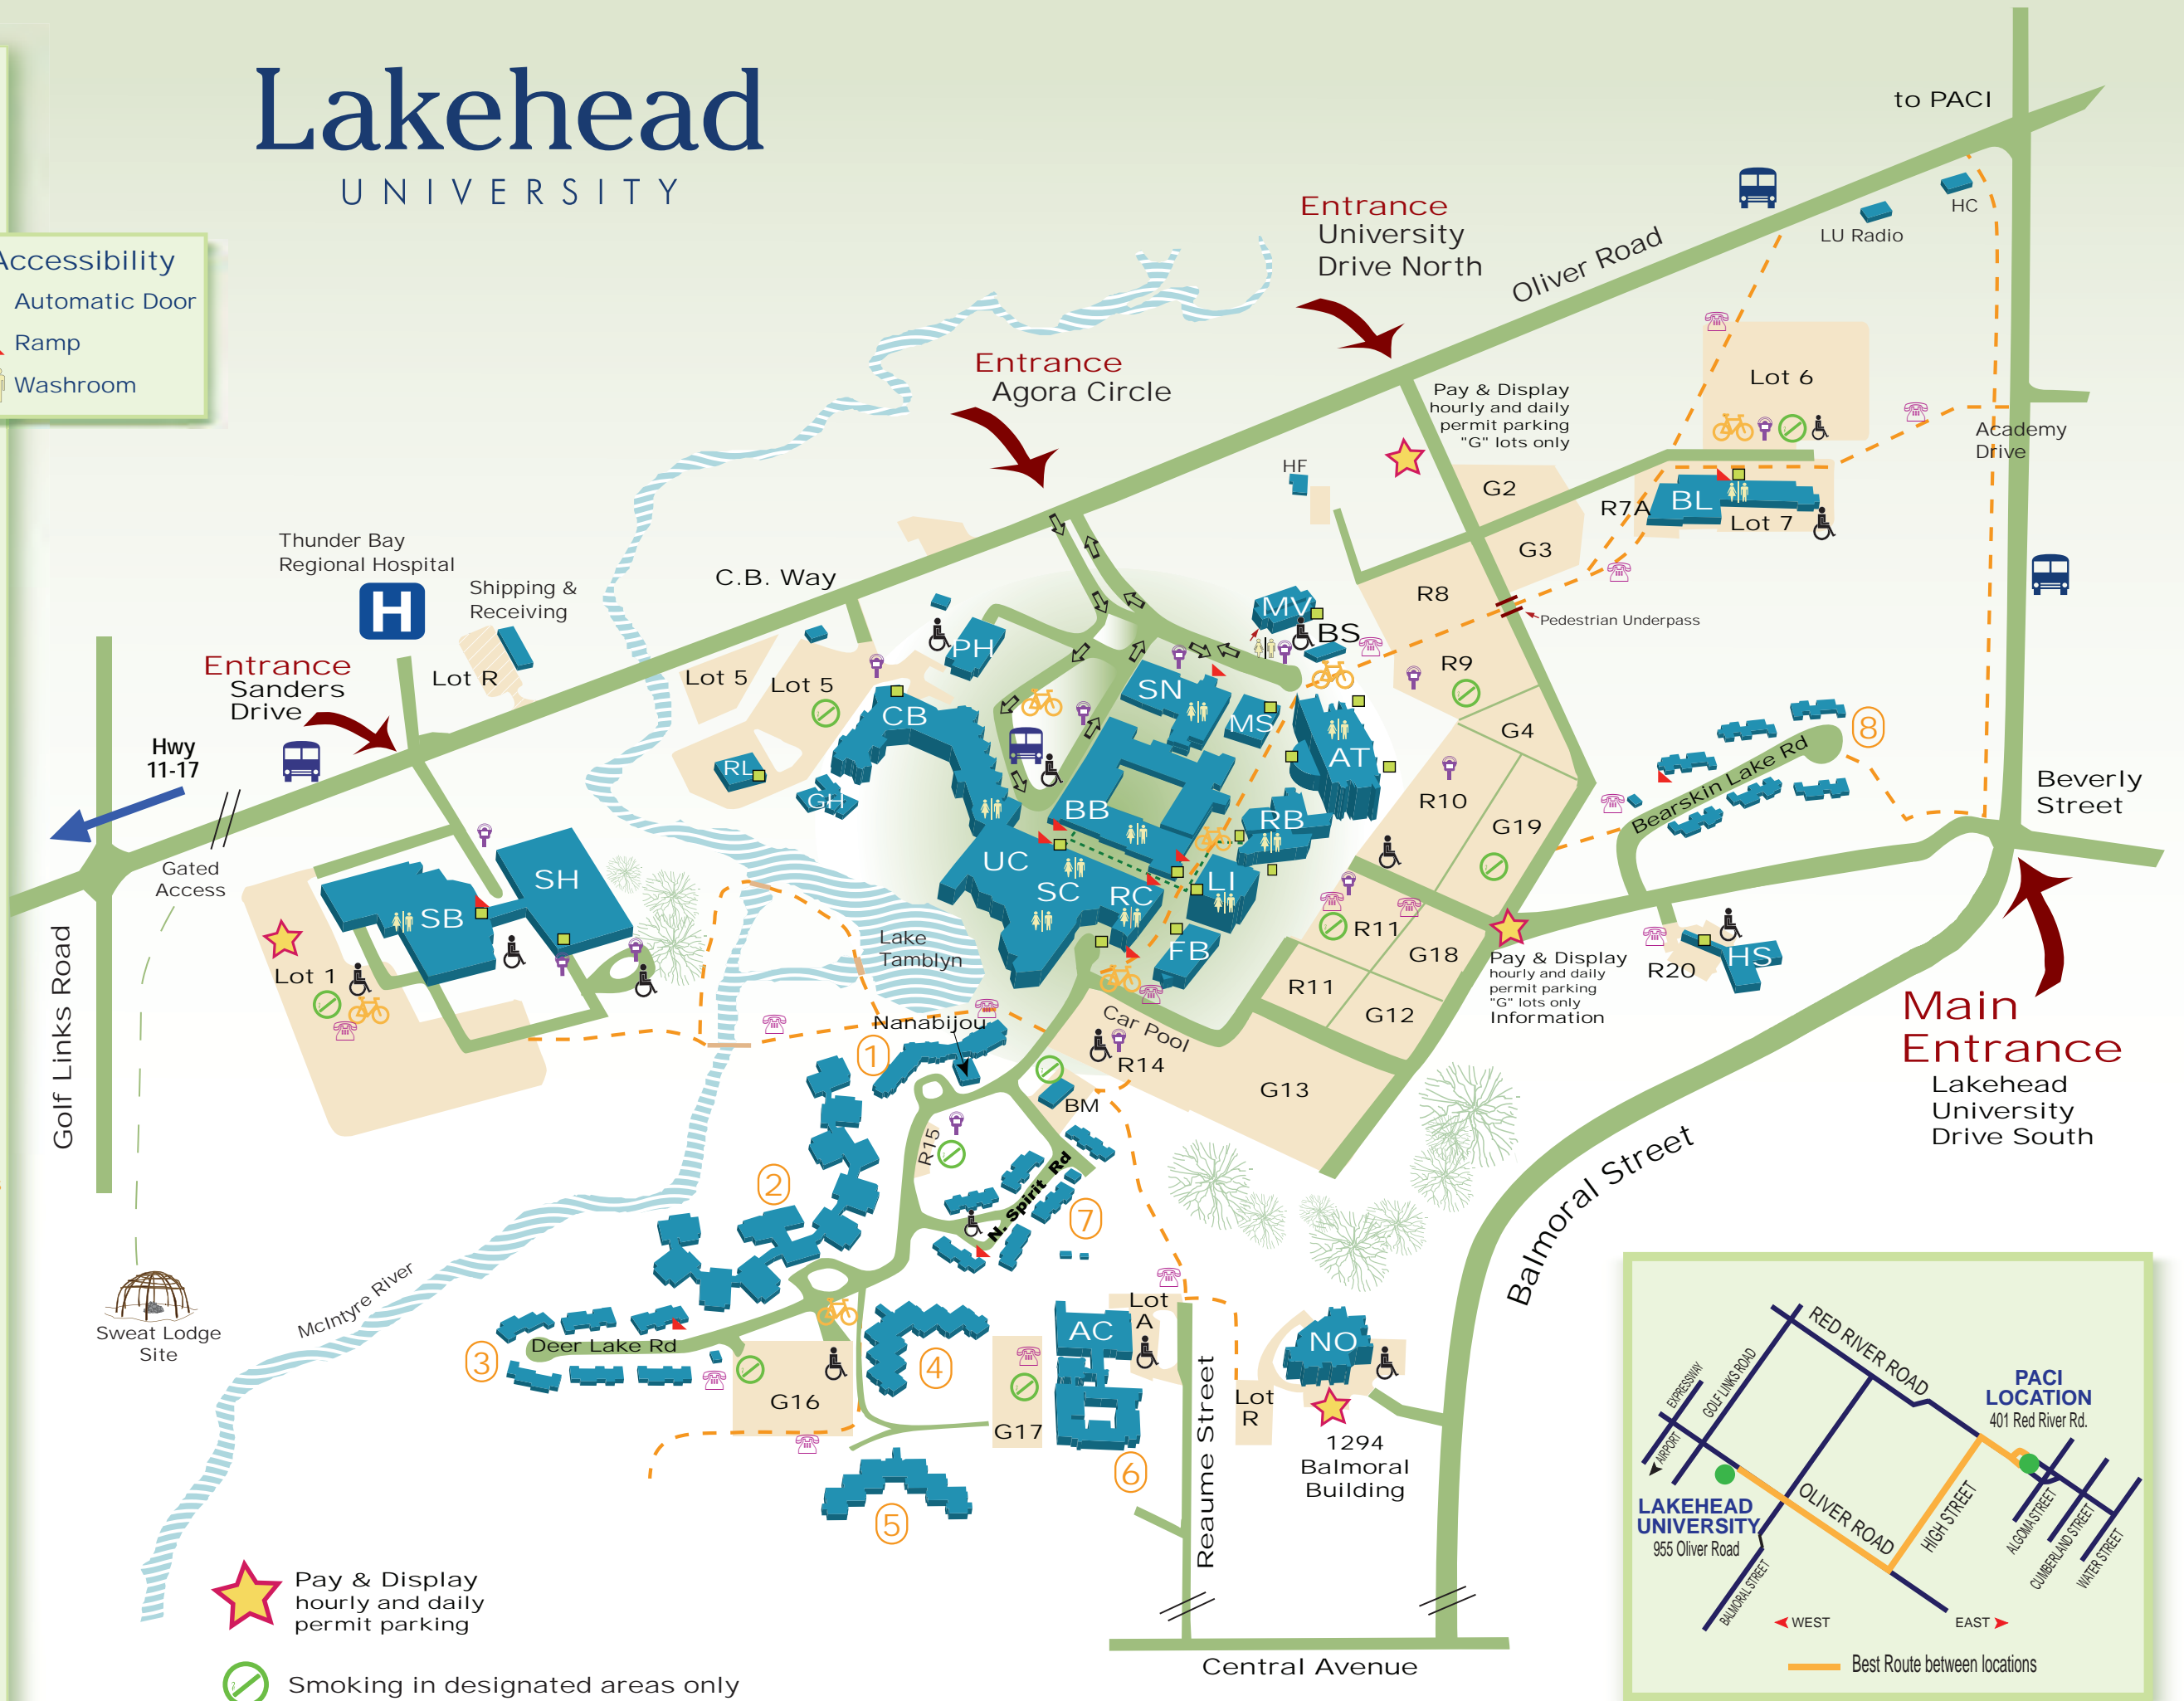 Lakehead
UNIVERSITY
Accessibility
Automatic Door
Ramp
Washroom
to PACI
HC
LU Radio
Entrance
University
Drive North
Oliver Road
Entrance
Agora Circle
Pay & Display
hourly and daily
permit parking
"G" lots only
Lot 6
Academy
Drive
HF
G2
R7A
BL
Lot 7
G3
Thunder Bay
Regional Hospital
H
Shipping &
Receiving
C.B. Way
R8
MV
BS
Pedestrian Underpass
Entrance
Sanders
Drive
Lot R
PH
Lot 5
Lot 5
R9
SN
CB
MS
G4
8
Hwy
11-17
RL
AT
Bearskin Lake Rd
Beverly
Street
GH
BB
RB
R10
G19
Gated
Access
UC
SH
SC
RC
LI
SB
Lake
Tamblyn
FB
R11
G18
Pay & Display
hourly and daily
permit parking
"G" lots only
Information
R20
HS
Lot 1
R11
G12
Golf Links Road
Nanabijou
Car Pool
1
R14
G13
BM
Main
Entrance
Lakehead
University
Drive South
R15
N. Spirit Rd
2
7
Balmoral Street
McIntyre River
Sweat Lodge
Site
Lot
A
Deer Lake Rd
3
4
AC
NO
G16
G17
Lot
R
Reaume Street
1294
Balmoral
Building
6
5
Pay & Display
hourly and daily
permit parking
Smoking in designated areas only
Central Avenue
RED RIVER ROAD
EXPRESSWAY
GOLF LINKS ROAD
AIRPORT
PACI
LOCATION
401 Red River Rd.
LAKEHEAD
UNIVERSITY
955 Oliver Road
OLIVER ROAD
HIGH STREET
ALGOMA STREET
CUMBERLAND STREET
WATER STREET
BALMORAL STREET
WEST
EAST
Best Route between locations